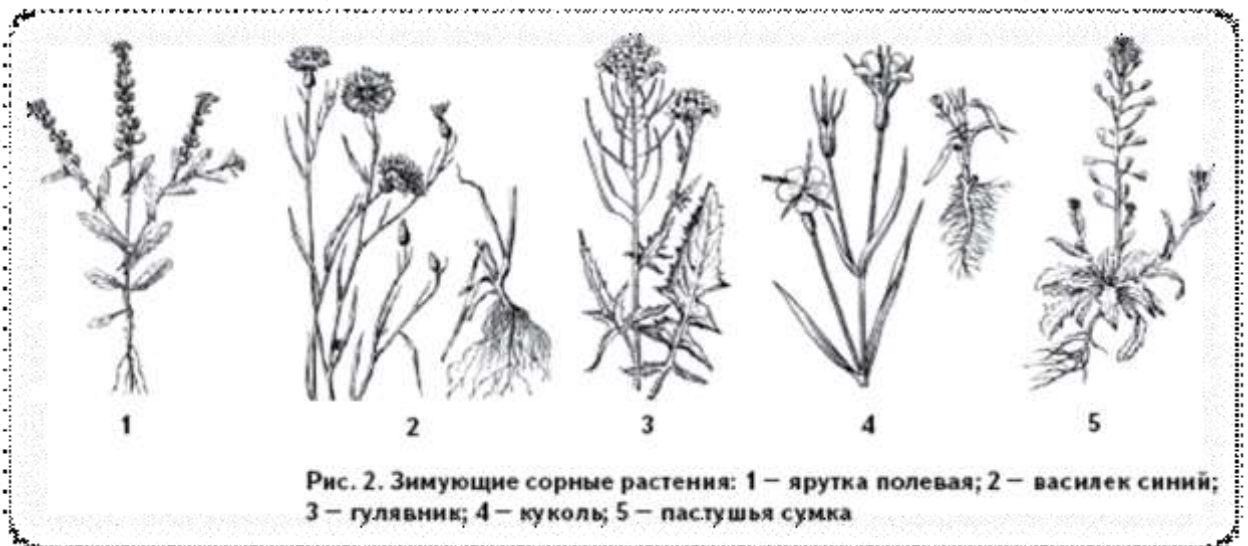 1 2 3 4 5
Рис. 2. Зимующие сорные растения: 1 — ярутка полевая; 2 — василек синий;
3 — гулявник; 4 — куколь; 5 — пастушья сумка